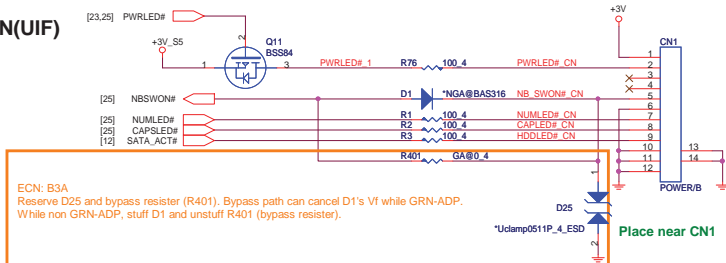 N(UIF)
[23,25] PWRLED#
+3V_S5
1
2
3
Q11
BSS84
PWRLED#_1
R76
100_4
PWRLED#_CN
+3V
CN1
[25] NBSWON#
D1
*NGA@BAS316
NB_SWON#_CN
[25] NUMLED#
R1
100_4
NUMLED#_CN
[25] CAPSLED#
R2
100_4
CAPLED#_CN
[12] SATA_ACT#
R3
100_4
HDDLED#_CN
R401
GA@0_4
1
2
3
4
5
6
7
8
9
10
11
12
13
14
POWER/B
ECN: B3A
Reserve D25 and bypass resister (R401). Bypass path can cancel D1's Vf while GRN-ADP.
While non GRN-ADP, stuff D1 and unstuff R401 (bypass resister).
1
D25
*Uclamp0511P_4_ESD
2
Place near CN1